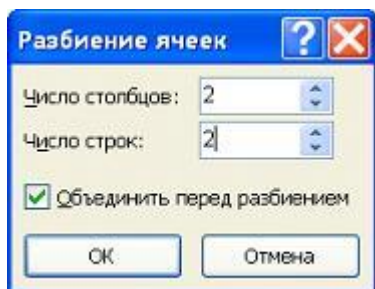 Разбиение ячеек
Число столбцов: 2
Число строк: 2
Объединить перед разбиением
ОК Отмена